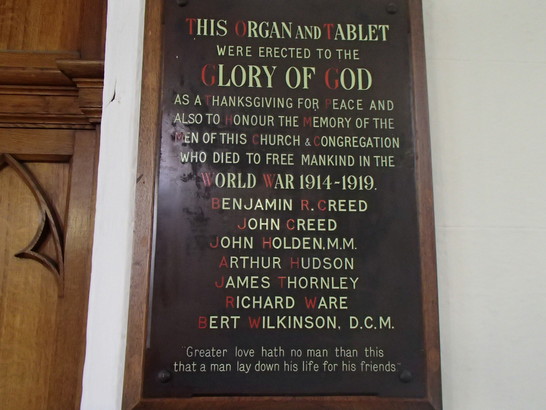 THIS ORGAN AND TABLET
WERE ERECTED TO THE
GLORY OF GOD
AS A THANKSGIVING FOR PEACE AND
ALSO TO HONOUR THE MEMORY OF THE
MEN OF THIS CHURCH & CONGREGATION
WHO DIED TO FREE MANKIND IN THE
WORLD WAR 1914-1919.
BENJAMIN R. CREED
JOHN CREED
JOHN HOLDEN, M.M.
ARTHUR HUDSON
JAMES THORNLEY
RICHARD WARE
BERT WILKINSON, D.C.M.
"Greater love hath no man than this
that a man lay down his life for his friends"